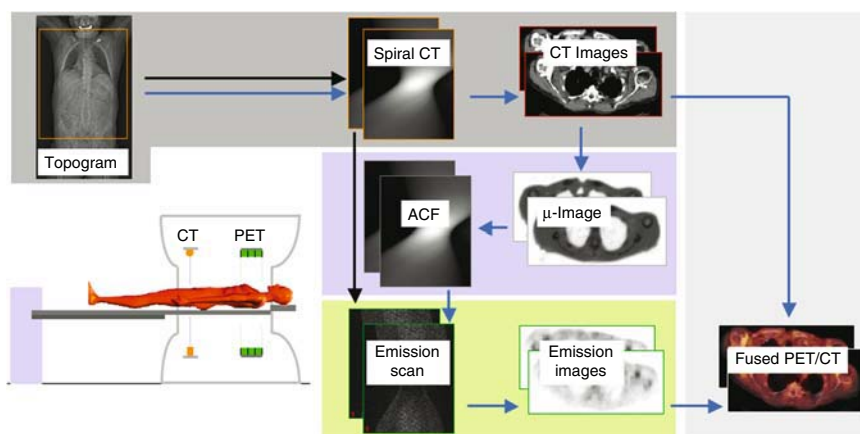 Topogram
Spiral CT
CT Images
ACF
μ-Image
CT
PET
Emission
scan
Emission
images
Fused PET/CT